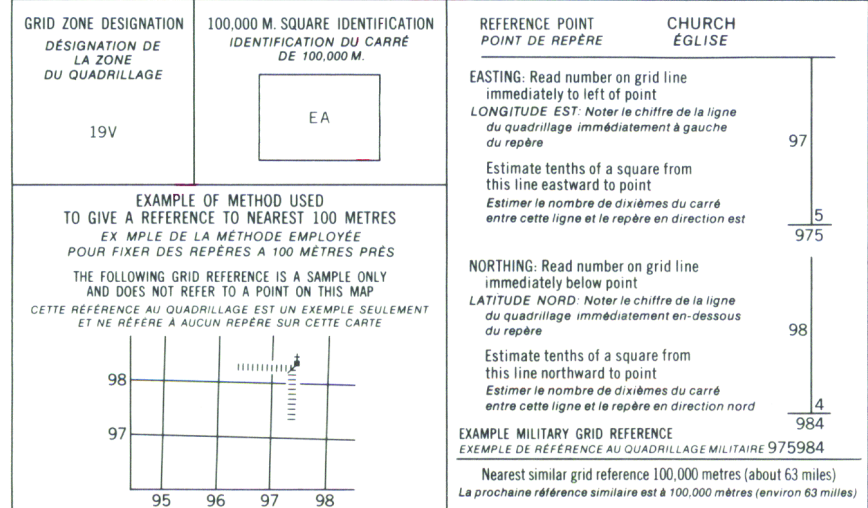 GRID ZONE DESIGNATION
DÉSIGNATION DE
LA ZONE
DU QUADRILLAGE
19V
100,000 M. SQUARE IDENTIFICATION
IDENTIFICATION DU CARRÉ
DE 100,000 M.
EA
EXAMPLE OF METHOD USED
TO GIVE A REFERENCE TO NEAREST 100 METRES
EX MPLE DE LA MÉTHODE EMPLOYÉE
POUR FIXER DES REPÈRES A 100 MÈTRES PRÉS
THE FOLLOWING GRID REFERENCE IS A SAMPLE ONLY
AND DOES NOT REFER TO A POINT ON THIS MAP
CETTE RÉFÉRENCE AU QUADRILLAGE EST UN EXEMPLE SEULEMENT
ET NE RÉFÈRE À AUCUN REPÈRE SUR CETTE CARTE
98
97
95 96 97 98
REFERENCE POINT CHURCH
POINT DE REPÈRE ÉGLISE
EASTING: Read number on grid line
immediately to left of point
LONGITUDE EST: Noter le chiffre de la ligne
du quadrillage immédiatement à gauche
du repère 97
Estimate tenths of a square from
this line eastward to point
Estimer le nombre de dixièmes du carré
entre cette ligne et le repère en direction est 5
975
NORTHING: Read number on grid line
immediately below point
LATITUDE NORD: Noter le chiffre de la ligne
du quadrillage immédiatement en-dessous
du repère 98
Estimate tenths of a square from
this line northward to point
Estimer le nombre de dixièmes du carré
entre cette ligne et le repère en direction nord 4
984
EXAMPLE MILITARY GRID REFERENCE
EXEMPLE DE RÉFÉRENCE AU QUADRILLAGE MILITAIRE 975984
Nearest similar grid reference 100,000 metres (about 63 miles)
La prochaine référence similaire est à 100,000 mètres (environ 63 milles)